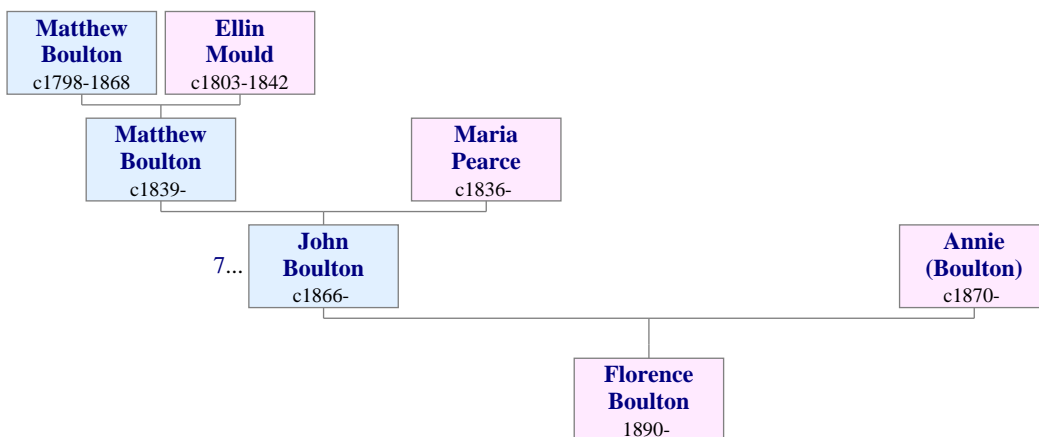 Matthew
Boulton
c1798-1868
Ellin
Mould
c1803-1842
Matthew
Boulton
c1839-
Maria
Pearce
c1836-
7...
John
Boulton
c1866-
Annie
(Boulton)
c1870-
Florence
Boulton
1890-